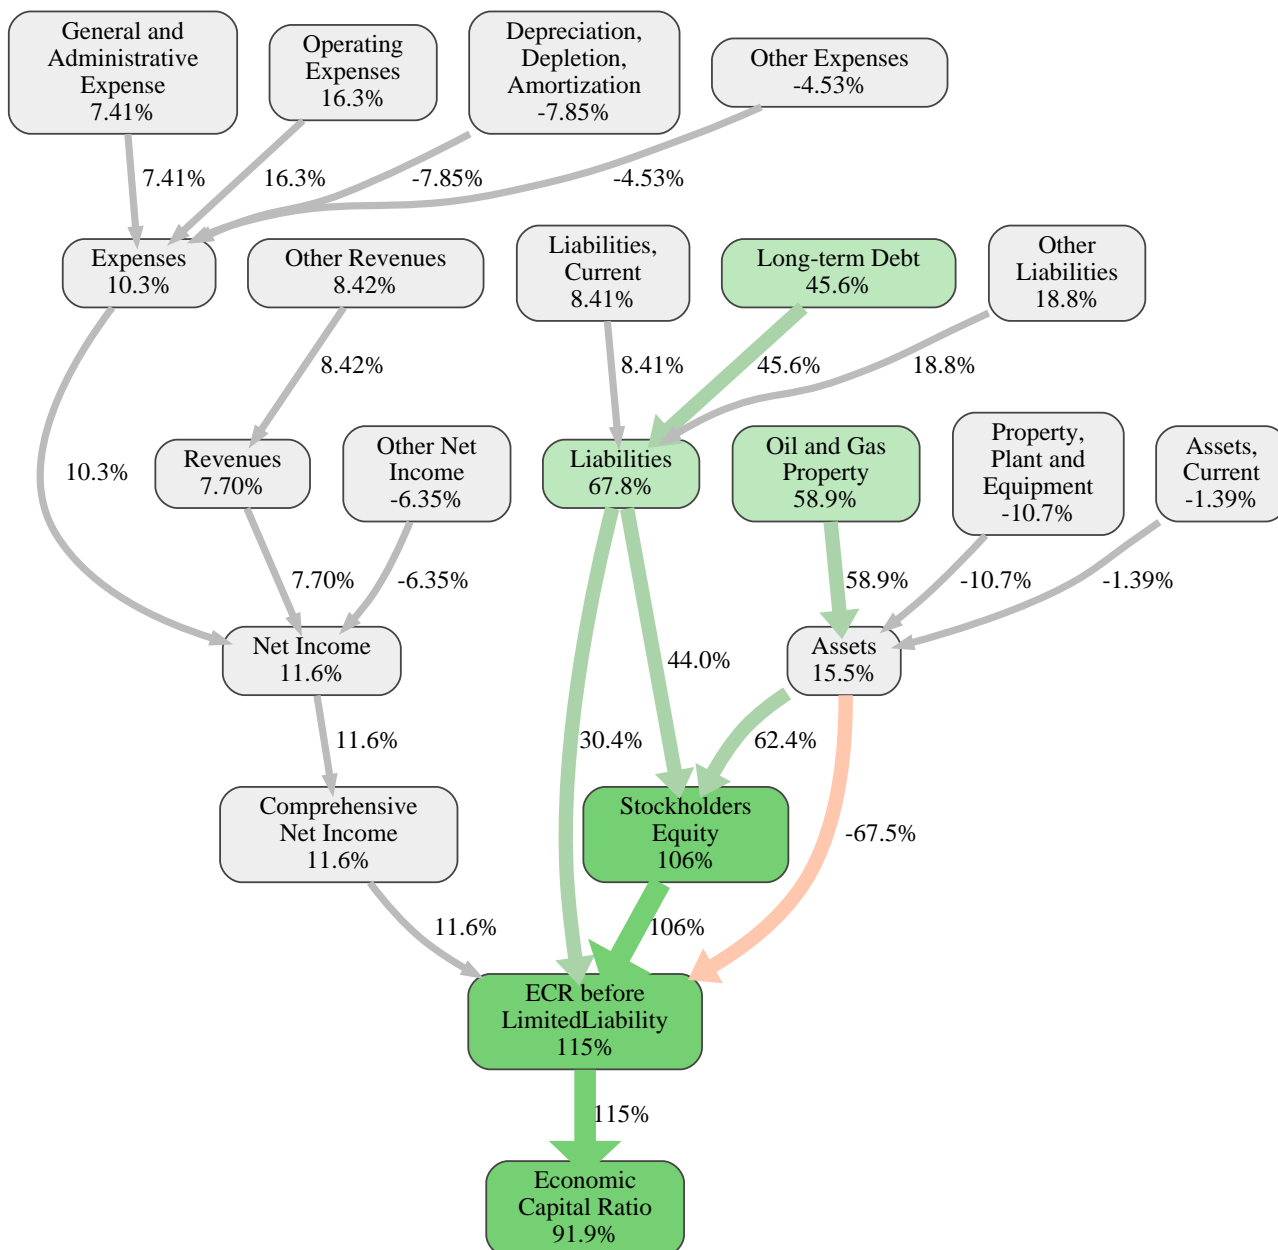 General and
Administrative
Expense
7.41%
Operating
Expenses
16.3%
Depreciation,
Depletion,
Amortization
-7.85%
Other Expenses
-4.53%
7.41%
16.3%
-7.85%
-4.53%
Expenses
10.3%
Other Revenues
8.42%
Liabilities,
Current
8.41%
Long-term Debt
45.6%
Other
Liabilities
18.8%
8.42%
8.41%
45.6%
18.8%
10.3%
Revenues
7.70%
Other Net
Income
-6.35%
Liabilities
67.8%
Oil and Gas
Property
58.9%
Property,
Plant and
Equipment
-10.7%
Assets,
Current
-1.39%
7.70%
-6.35%
58.9%
-10.7%
-1.39%
Net Income
11.6%
44.0%
Assets
15.5%
11.6%
30.4%
62.4%
Comprehensive
Net Income
11.6%
Stockholders
Equity
106%
-67.5%
11.6%
106%
ECR before
LimitedLiability
115%
115%
Economic
Capital Ratio
91.9%